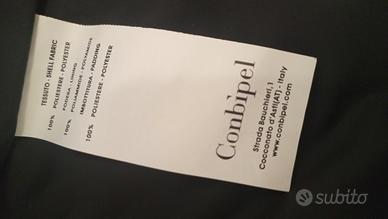 TESSUTO - SHELL FABRIC
100% POLIESTERE - POLYESTER
FODERA - LINING
100% POLIAMMIDE - POLYAMIDE
IMBOTTITURA - PADDING
100% POLIESTERE - POLYESTER
Conbipel
Strada Bauchieri, 1
Cocconato d'Asti(AT) - Italy
www.conbipel.com
subito